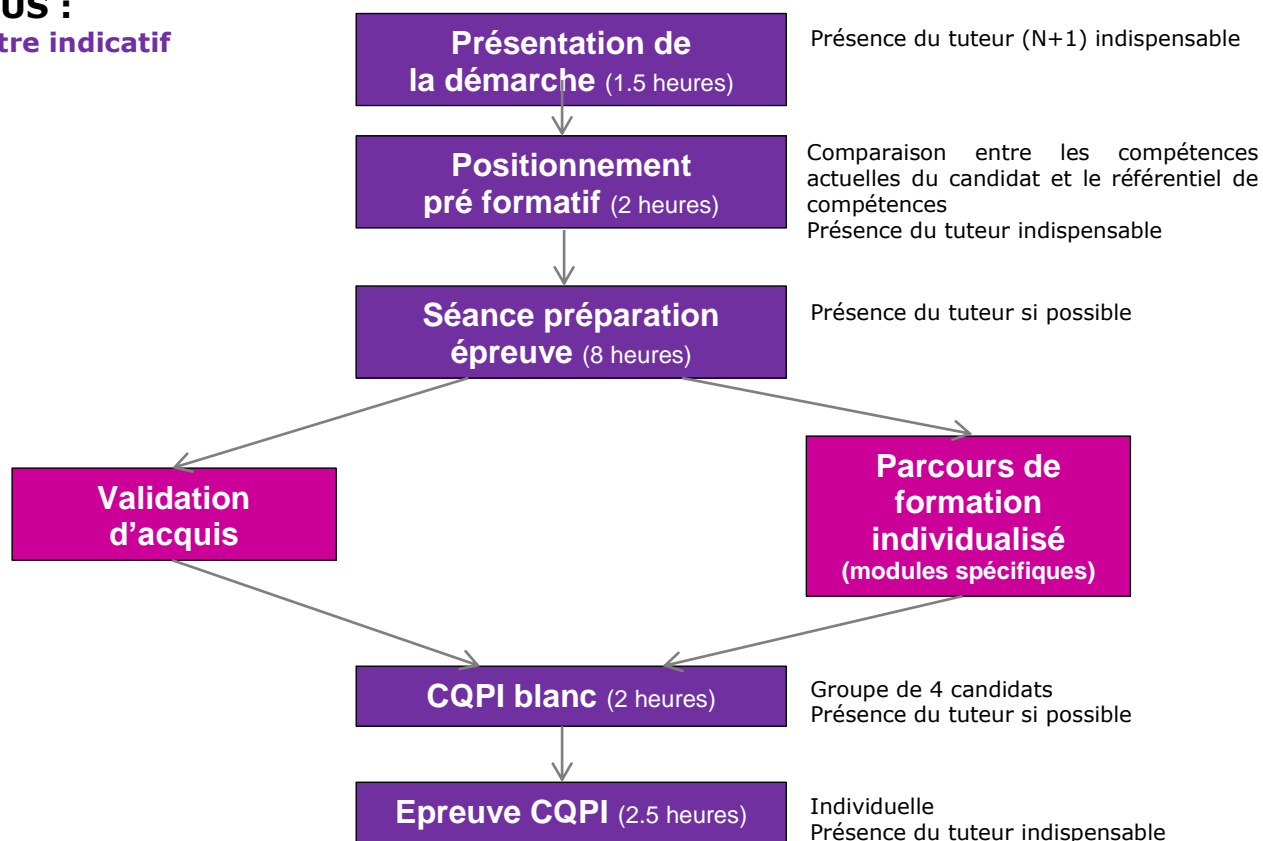 US :
tre indicatif
Présentation de
la démarche (1.5 heures)
Présence du tuteur (N+1) indispensable
Positionnement
pré formatif (2 heures)
Comparaison entre les compétences
actuelles du candidat et le référentiel de
compétences
Présence du tuteur indispensable
Séance préparation
épreuve (8 heures)
Présence du tuteur si possible
Validation
d’acquis
Parcours de
formation
individualisé
(modules spécifiques)
CQPI blanc (2 heures)
Groupe de 4 candidats
Présence du tuteur si possible
Epreuve CQPI (2.5 heures)
Individuelle
Présence du tuteur indispensable